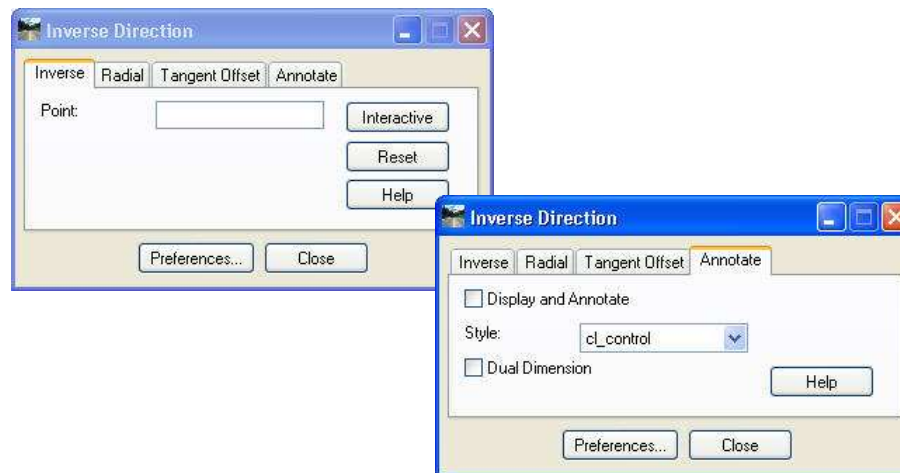 Inverse Direction
Inverse Radial Tangent Offset Annotate
Point:
Interactive
Reset
Help
Preferences... Close
Inverse Direction
Inverse Radial Tangent Offset Annotate
Display and Annotate
Style: cl_control
Dual Dimension
Help
Preferences... Close